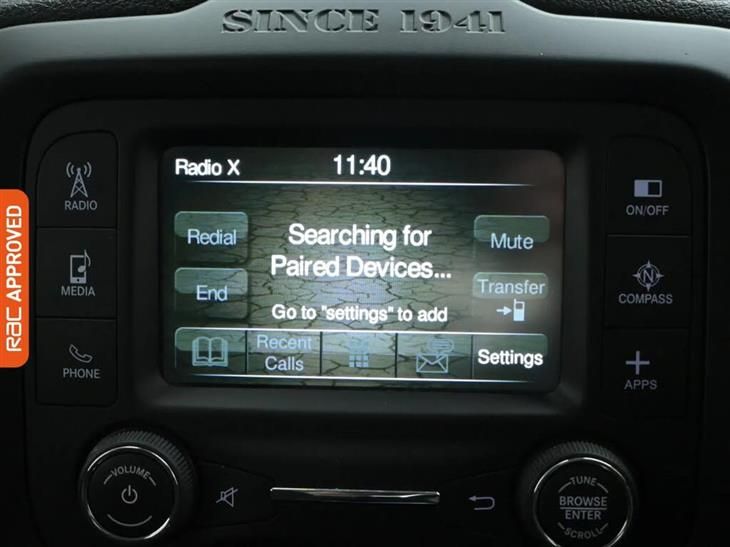 SINCE 1941
Radio X 11:40
RADIO
MEDIA
PHONE
Redial
End
Searching for
Paired Devices...
Go to "settings" to add
Mute
Transfer
Recent
Calls
Settings
ON/OFF
COMPASS
N
APPS
VOLUME
TUNE
BROWSE
ENTER
SCROLL
rac APPROVED